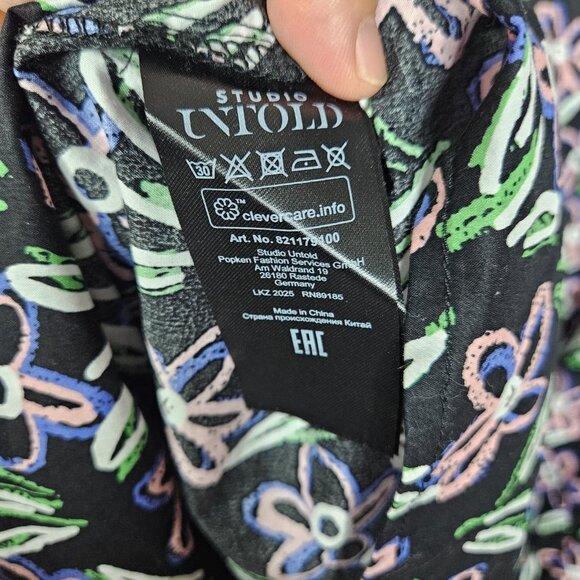 STUDIO
UNTOLD
30
clevercare.info
Art. No. 821179100
Studio Untold
Popken Fashion Services GmbH
Am Waldrand 19
26180 Rastede
Germany
LKZ 2025 RN89185
Made in China
Страна происхождения Китай
EAC